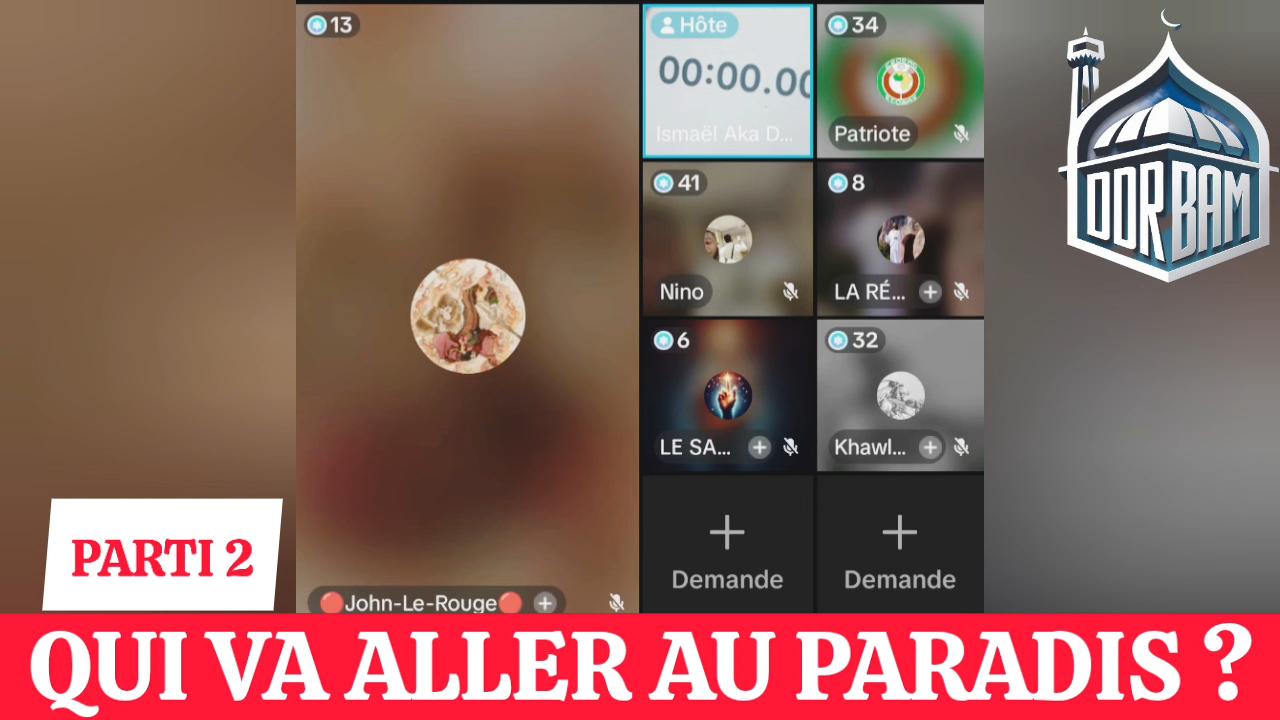 13
Hôte
00:00.00
Ismaël Aka D...
34
Patriote
41
Nino
8
LA RÉ...
6
LE SA...
32
Khawl...
Demande
Demande
John-Le-Rouge
DDR BAM
PARTI 2
QUI VA ALLER AU PARADIS ?